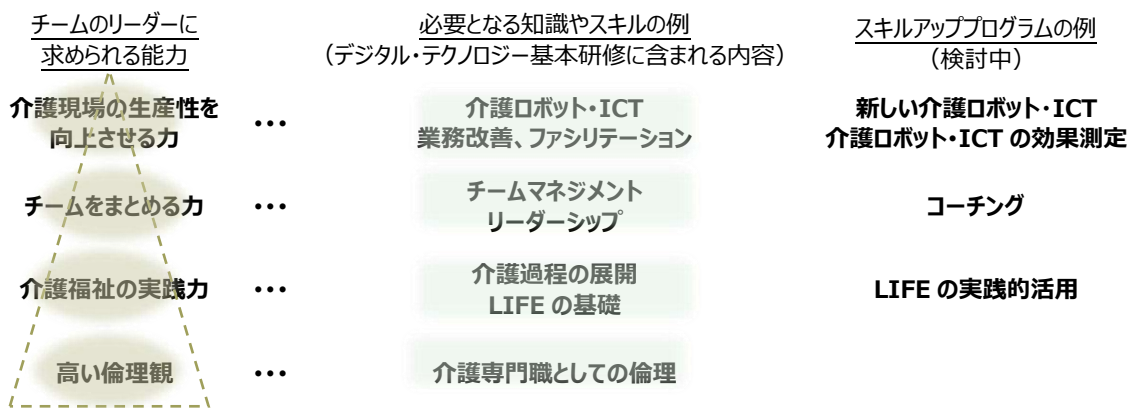 チームのリーダーに
求められる能力
必要となる知識やスキルの例
（デジタル・テクノロジー基本研修に含まれる内容）
スキルアッププログラムの例
（検討中）
介護現場の生産性を
向上させる力
・・・
介護ロボット・ICT
業務改善、ファシリテーション
新しい介護ロボット・ICT
介護ロボット・ICT の効果測定
チームをまとめる力
・・・
チームマネジメント
リーダーシップ
コーチング
介護福祉の実践力
・・・
介護過程の展開
LIFE の基礎
LIFE の実践的活用
高い倫理観
・・・
介護専門職としての倫理